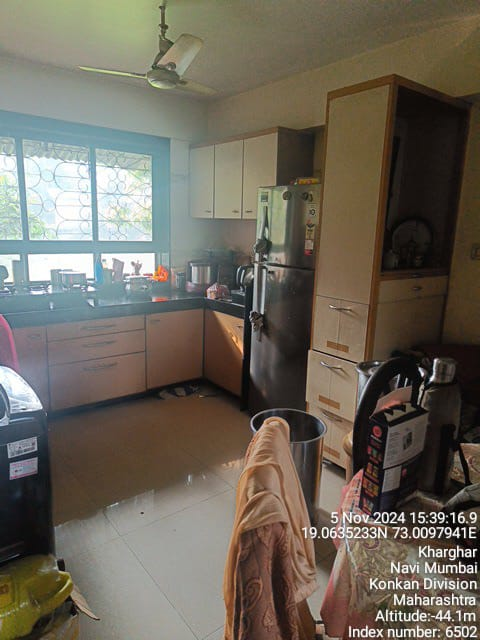 5 Nov 2024 15:39:16.9
19.0635233N 73.0097941E
Kharghar
Navi Mumbai
Konkan Division
Maharashtra
Altitude:-44.1m
Index number: 6502